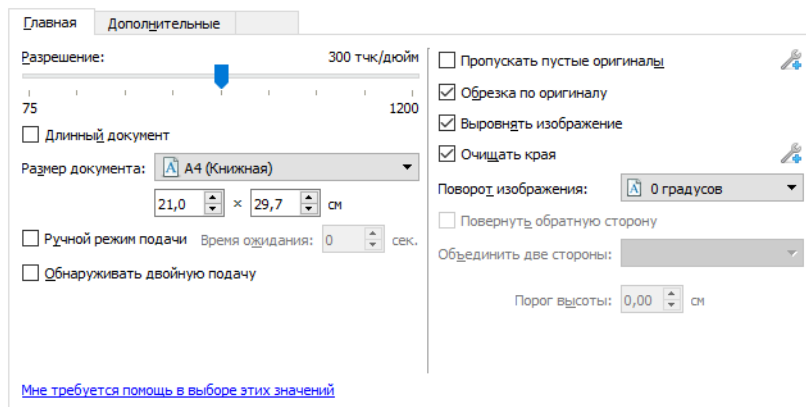 Главная Дополнительные
Разрешение: 300 тчк/дюйм
75 1200
Длинный документ
Размер документа: A4 (Книжная)
21,0 × 29,7 см
Ручной режим подачи Время ожидания: 0 сек.
Обнаруживать двойную подачу
Мне требуется помощь в выборе этих значений
Пропускать пустые оригиналы
Обрезка по оригиналу
Выровнять изображение
Очищать края
Поворот изображения: 0 градусов
Повернуть обратную сторону
Объединить две стороны:
Порог высоты: 0,00 см